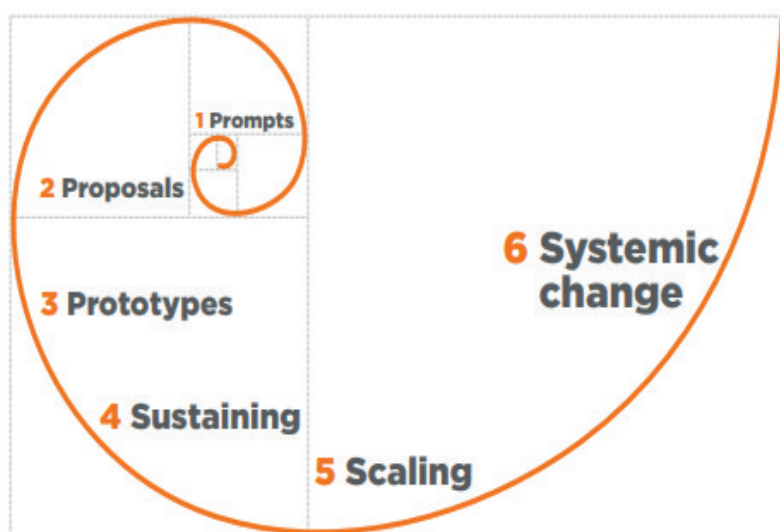 1 Prompts
2 Proposals
3 Prototypes
4 Sustaining
5 Scaling
6 Systemic
change